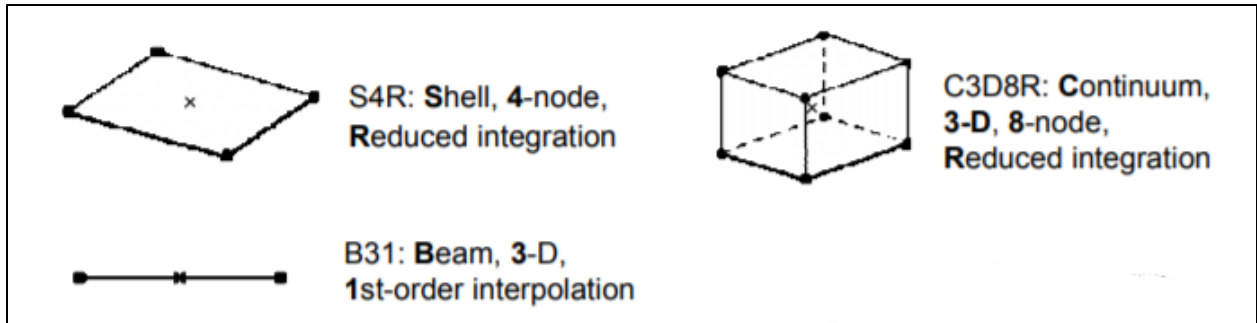 S4R: Shell, 4-node,
Reduced integration
C3D8R: Continuum,
3-D, 8-node,
Reduced integration
B31: Beam, 3-D,
1st-order interpolation